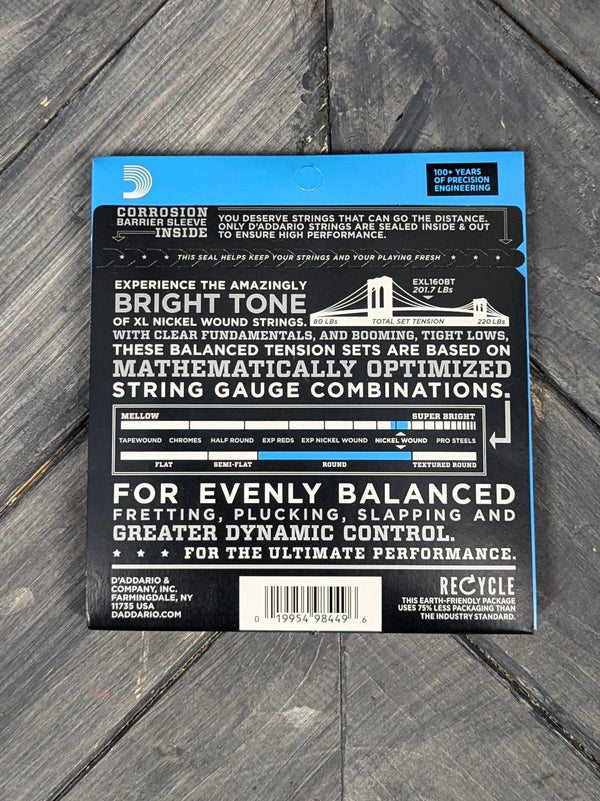 100+ YEARS
OF PRECISION
ENGINEERING
CORROSION
BARRIER SLEEVE
INSIDE
YOU DESERVE STRINGS THAT CAN GO THE DISTANCE.
ONLY D'ADDARIO STRINGS ARE SEALED INSIDE & OUT
TO ENSURE HIGH PERFORMANCE.
THIS SEAL HELPS KEEP YOUR STRINGS AND YOUR PLAYING FRESH
EXPERIENCE THE AMAZINGLY
BRIGHT TONE
OF XL NICKEL WOUND STRINGS.
EXL160BT
201.7 LBs
80 LBs TOTAL SET TENSION 220 LBs
WITH CLEAR FUNDAMENTALS, AND BOOMING, TIGHT LOWS,
THESE BALANCED TENSION SETS ARE BASED ON
MATHEMATICALLY OPTIMIZED
STRING GAUGE COMBINATIONS.
MELLOW SUPER BRIGHT
TAPEWOUND CHROMES HALF ROUND EXP REDS EXP NICKEL WOUND NICKEL WOUND PRO STEELS
FLAT SEMI-FLAT ROUND TEXTURED ROUND
FOR EVENLY BALANCED
FRETTING, PLUCKING, SLAPPING AND
GREATER DYNAMIC CONTROL.
FOR THE ULTIMATE PERFORMANCE.
D'ADDARIO &
COMPANY, INC.
FARMINGDALE, NY
11735 USA
DADDARIO.COM
0 19954 98449 6
RECYCLE
THIS EARTH-FRIENDLY PACKAGE
USES 75% LESS PACKAGING THAN
THE INDUSTRY STANDARD.